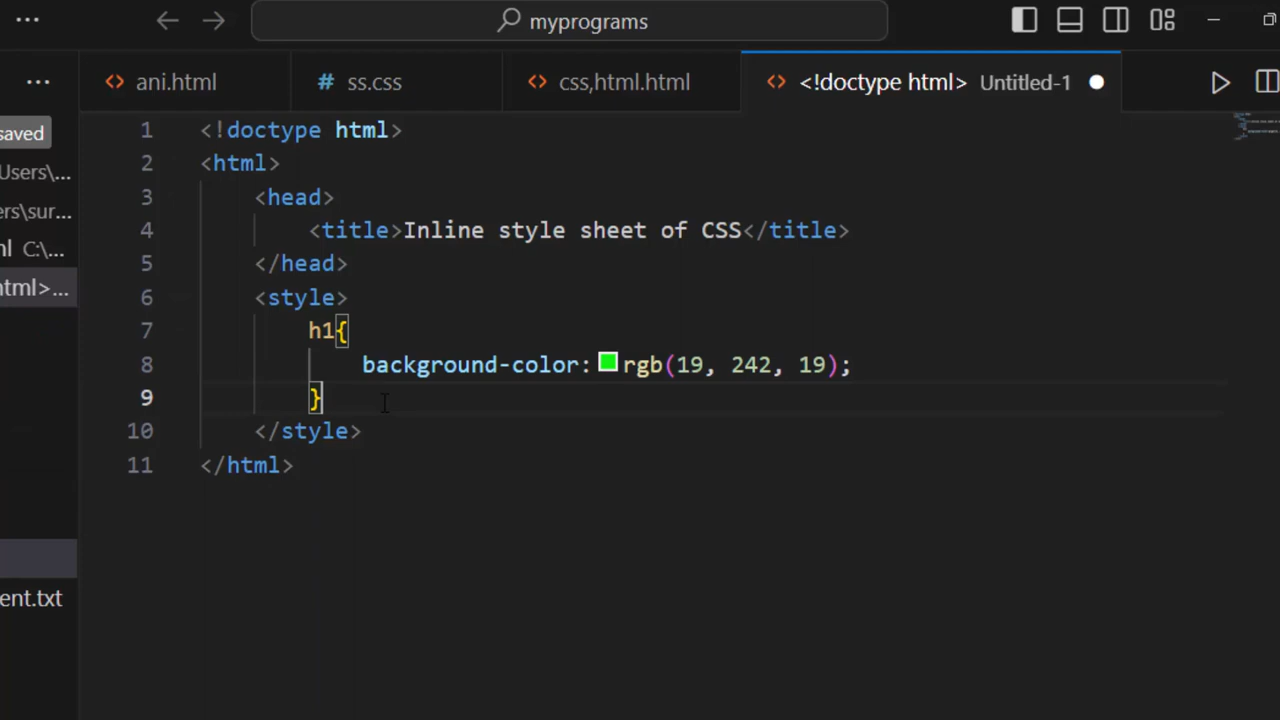 myprograms
ani.html
# ss.css
css,html.html
<!doctype html> Untitled-1
saved
Users\...
ers\sur...
ml C:\...
html>...
ent.txt
1 <!doctype html>
2 <html>
3 <head>
4 <title>Inline style sheet of CSS</title>
5 </head>
6 <style>
7 h1{
8 background-color: rgb(19, 242, 19);
9 }
10 </style>
11 </html>